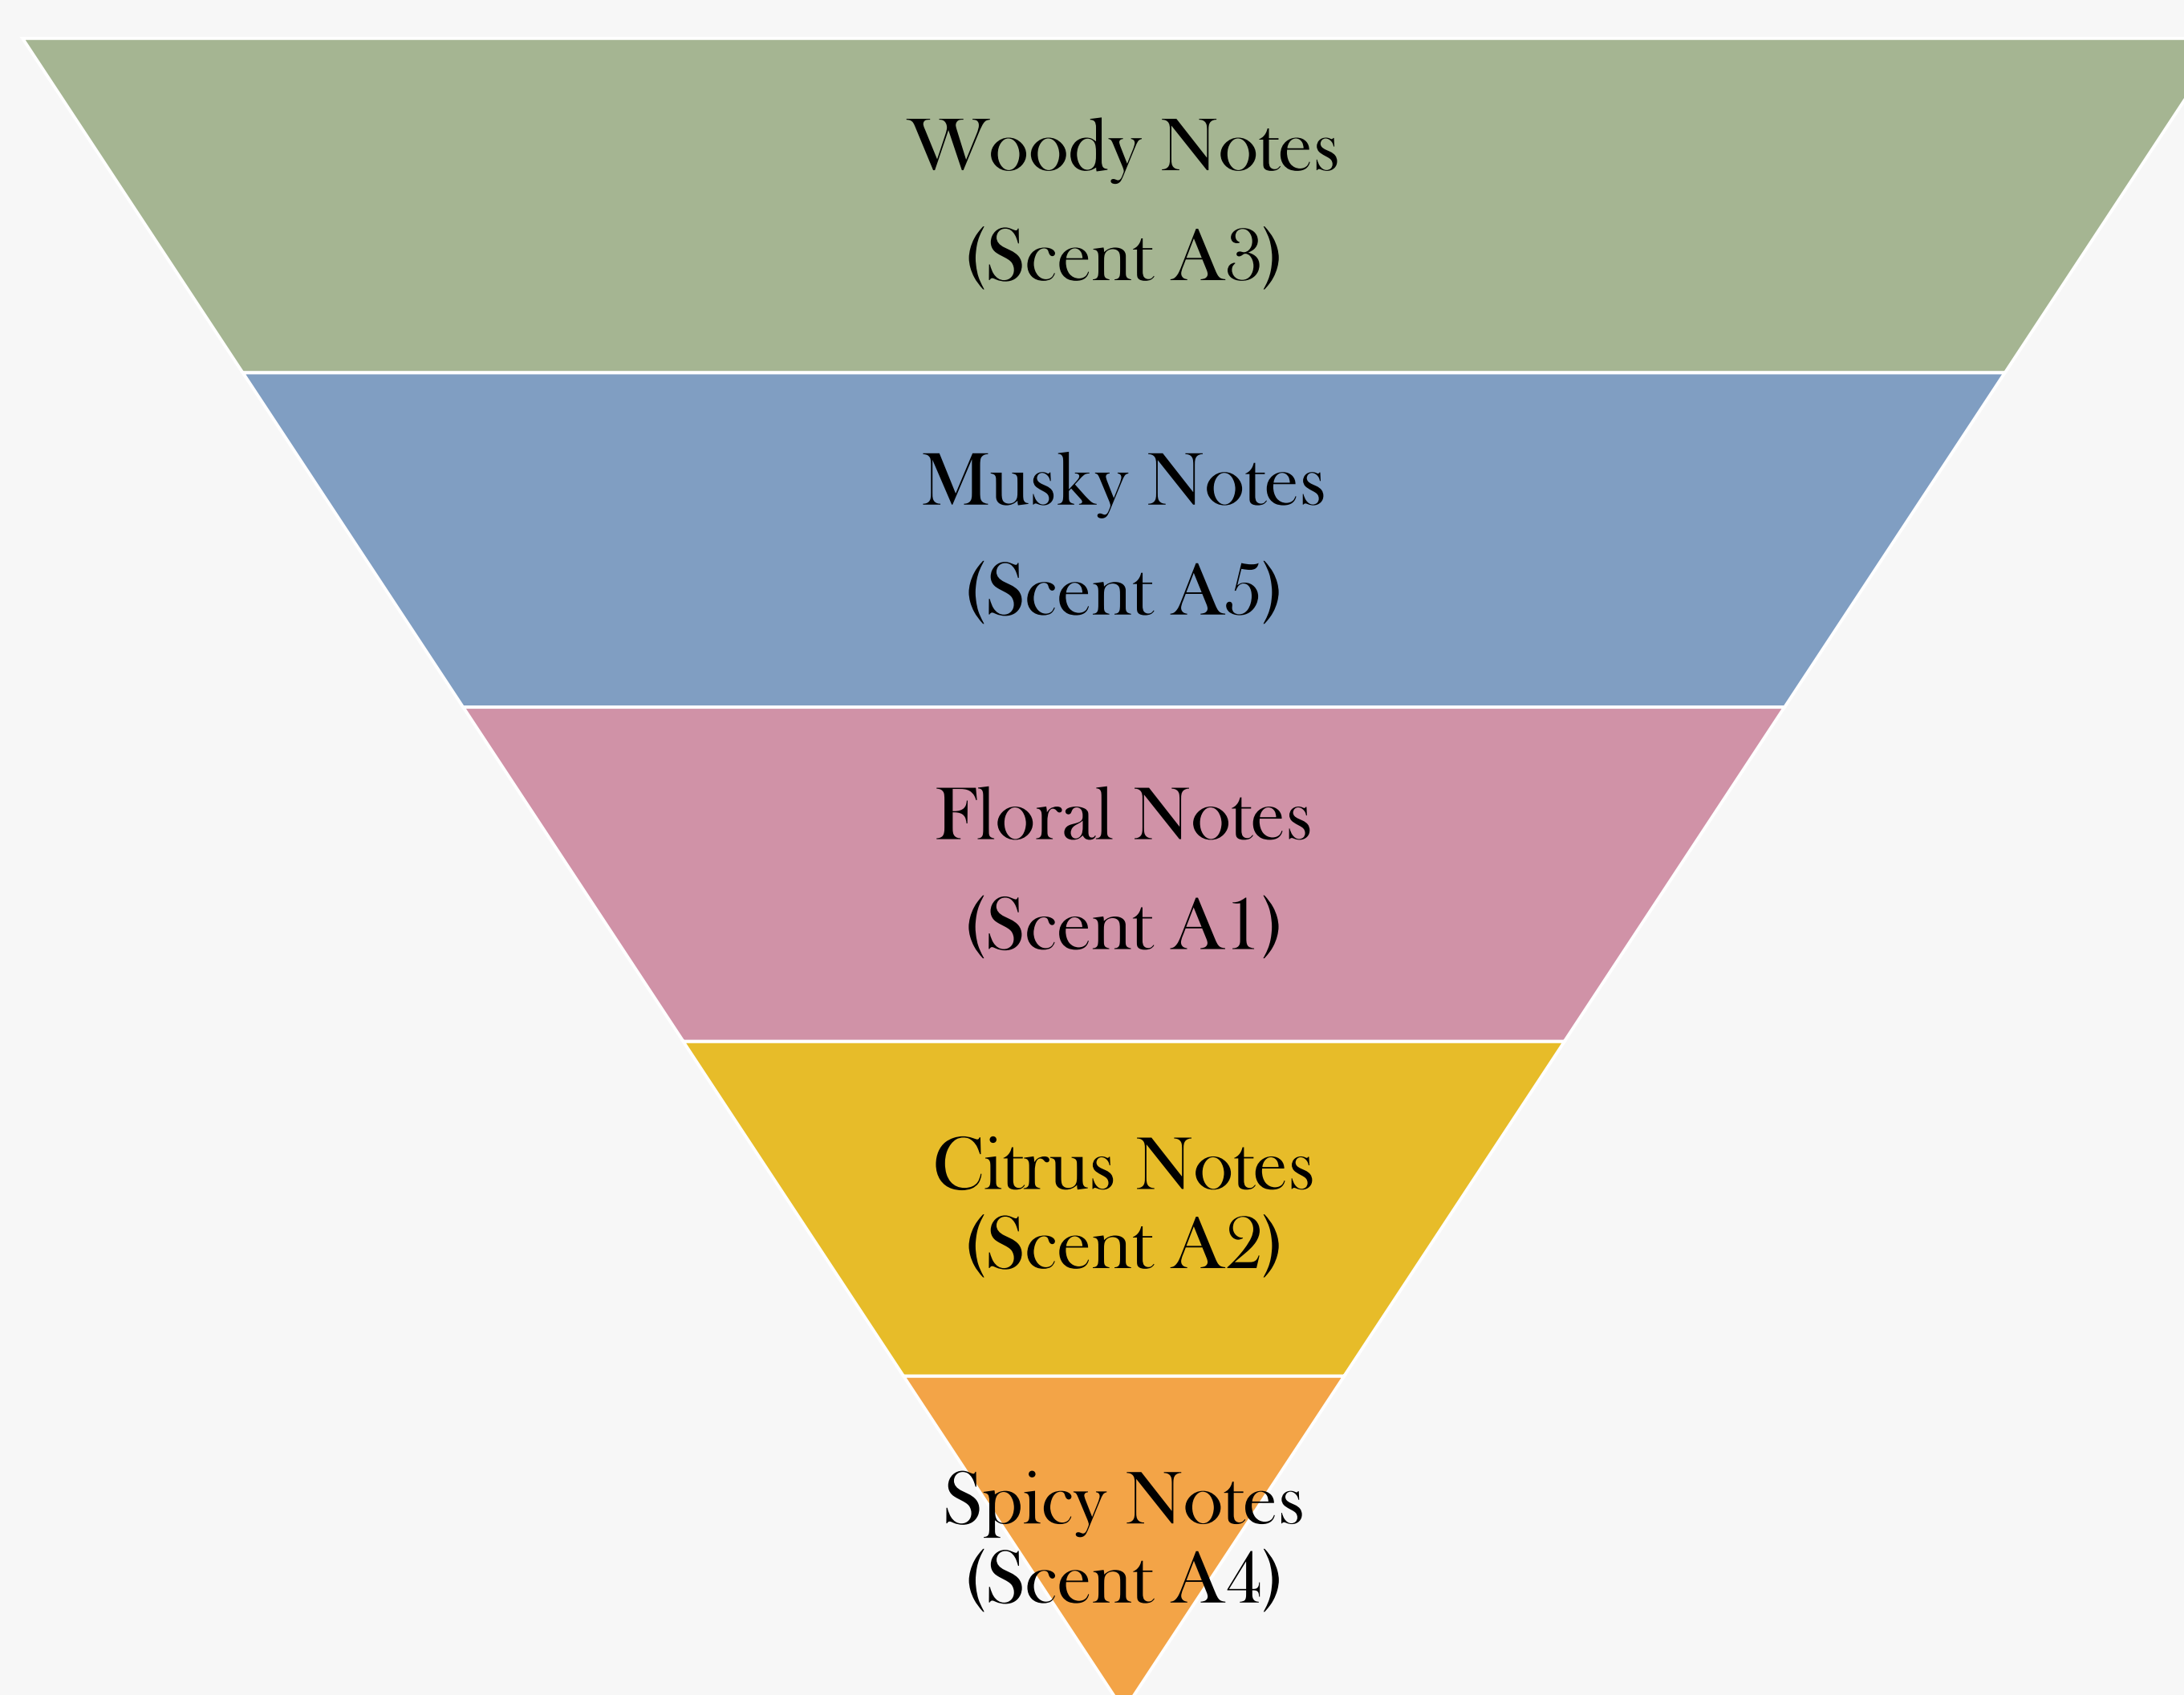 Woody Notes
(Scent A3)
Musky Notes
(Scent A5)
Floral Notes
(Scent A1)
Citrus Notes
(Scent A2)
Spicy Notes
(Scent A4)